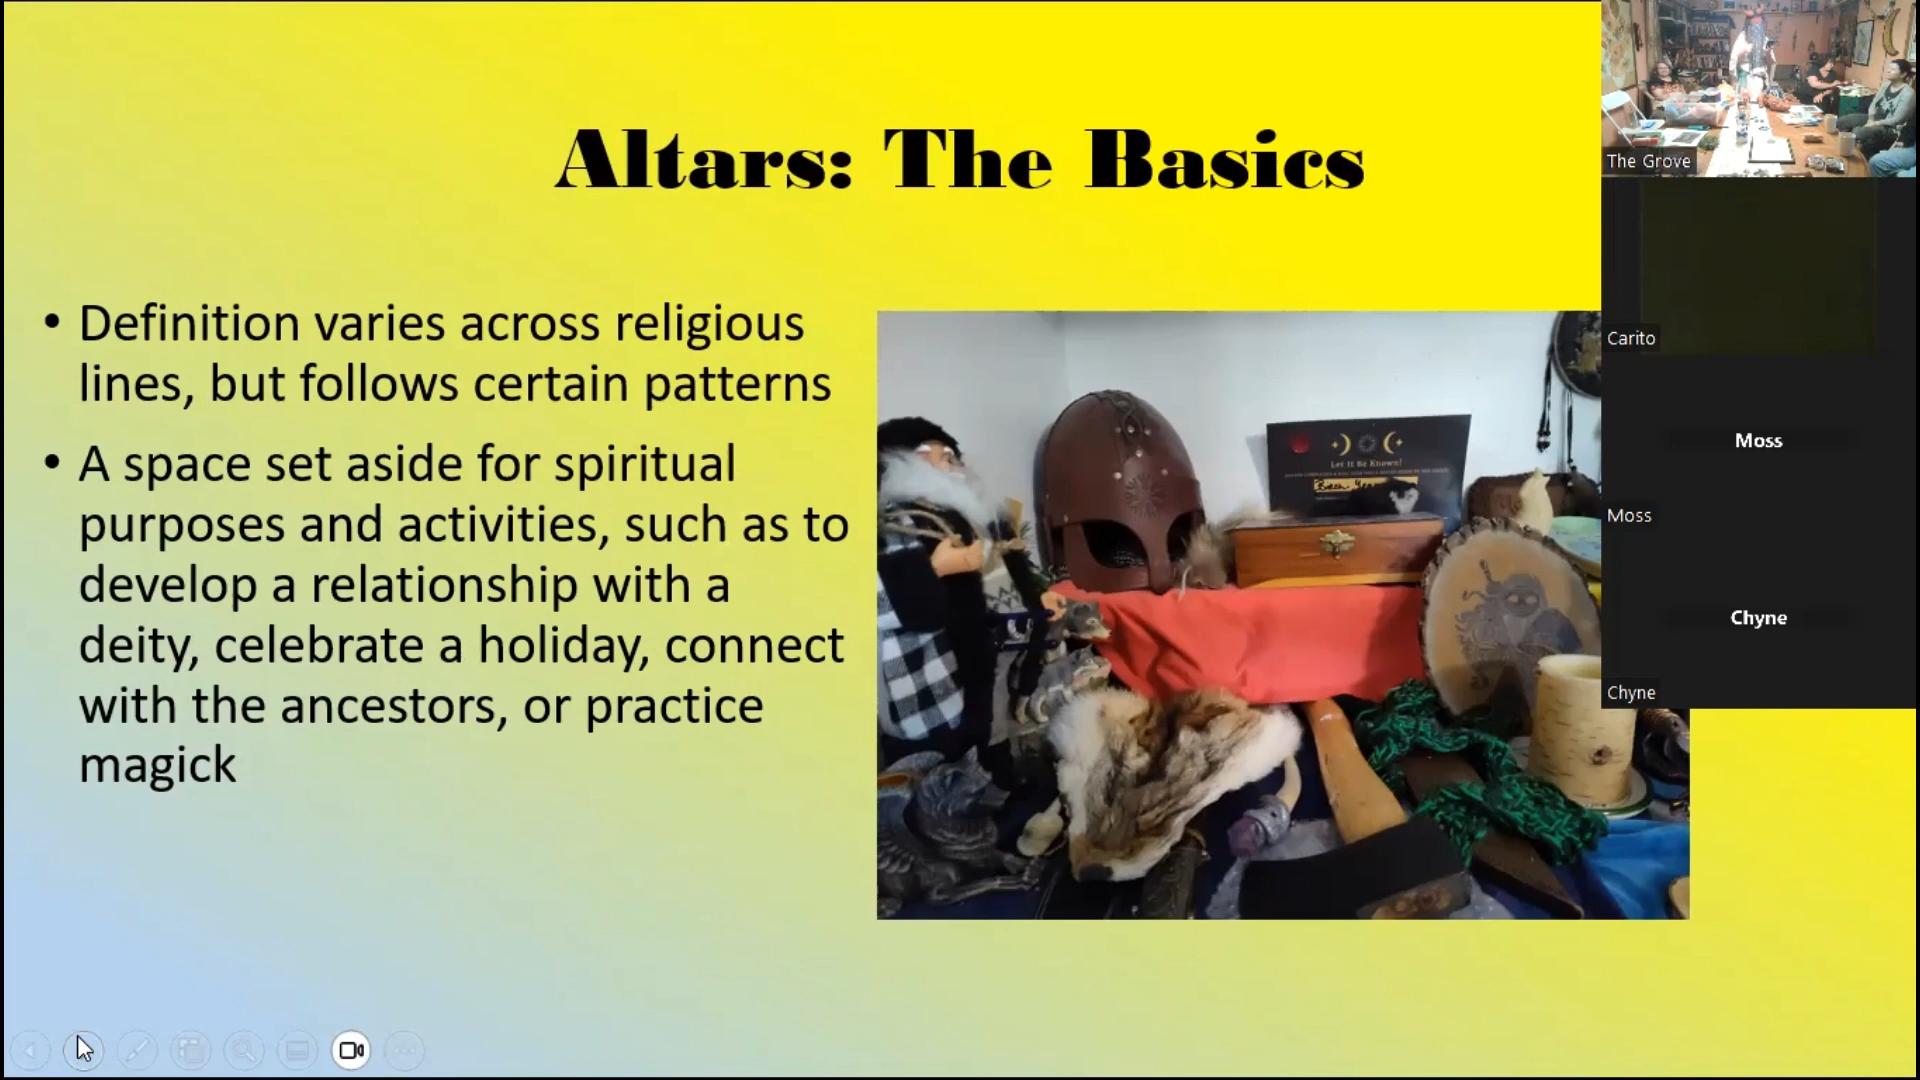 Altars: The Basics
• Definition varies across religious
lines, but follows certain patterns
• A space set aside for spiritual
purposes and activities, such as to
develop a relationship with a
deity, celebrate a holiday, connect
with the ancestors, or practice
magick
Let It Be Known!
The Grove
Carito
Moss
Moss
Chyne
Chyne